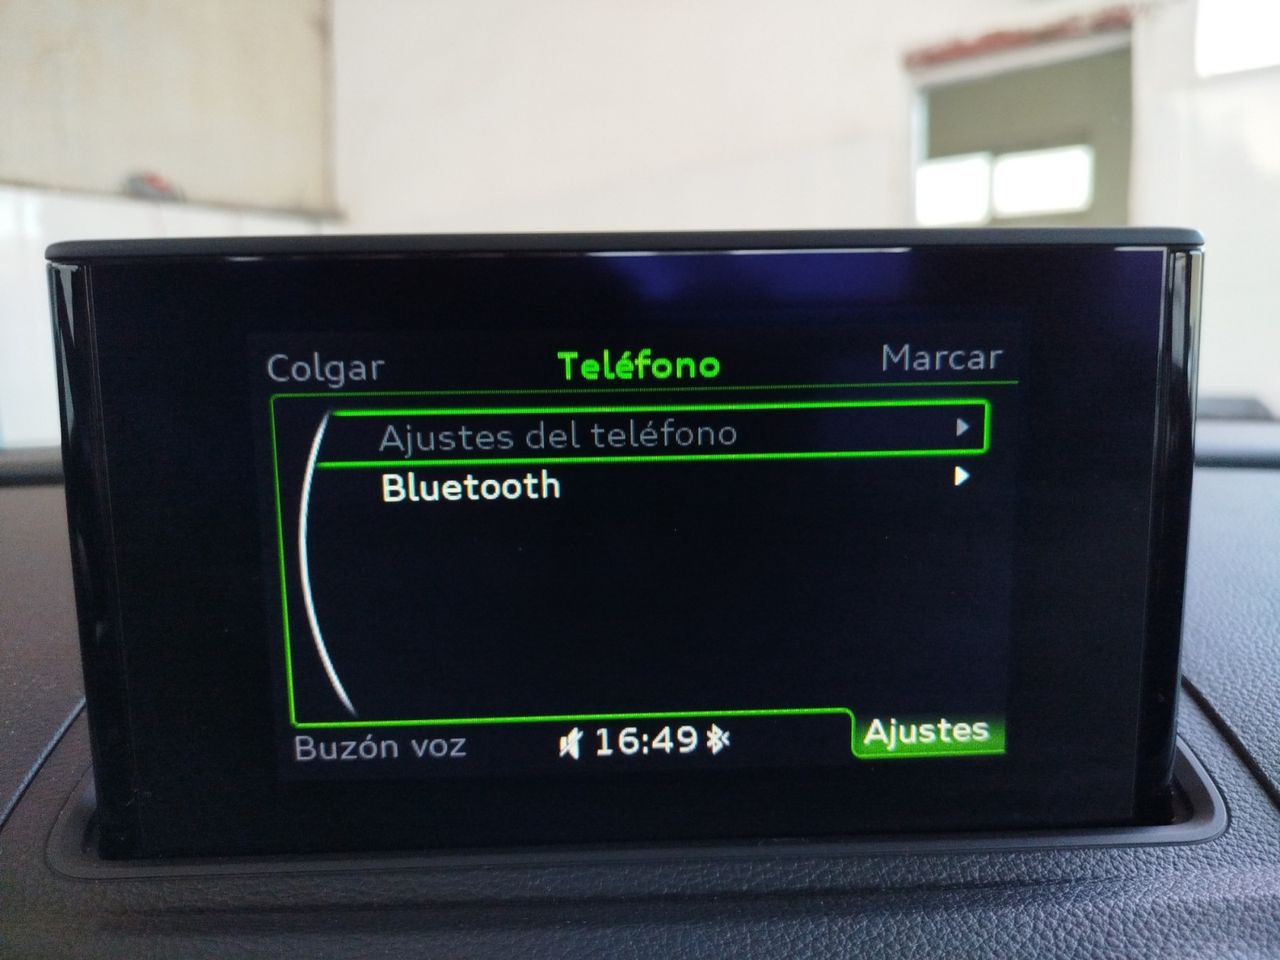 Colgar Teléfono Marcar
Ajustes del teléfono
Bluetooth
Buzón voz 16:49 Ajustes